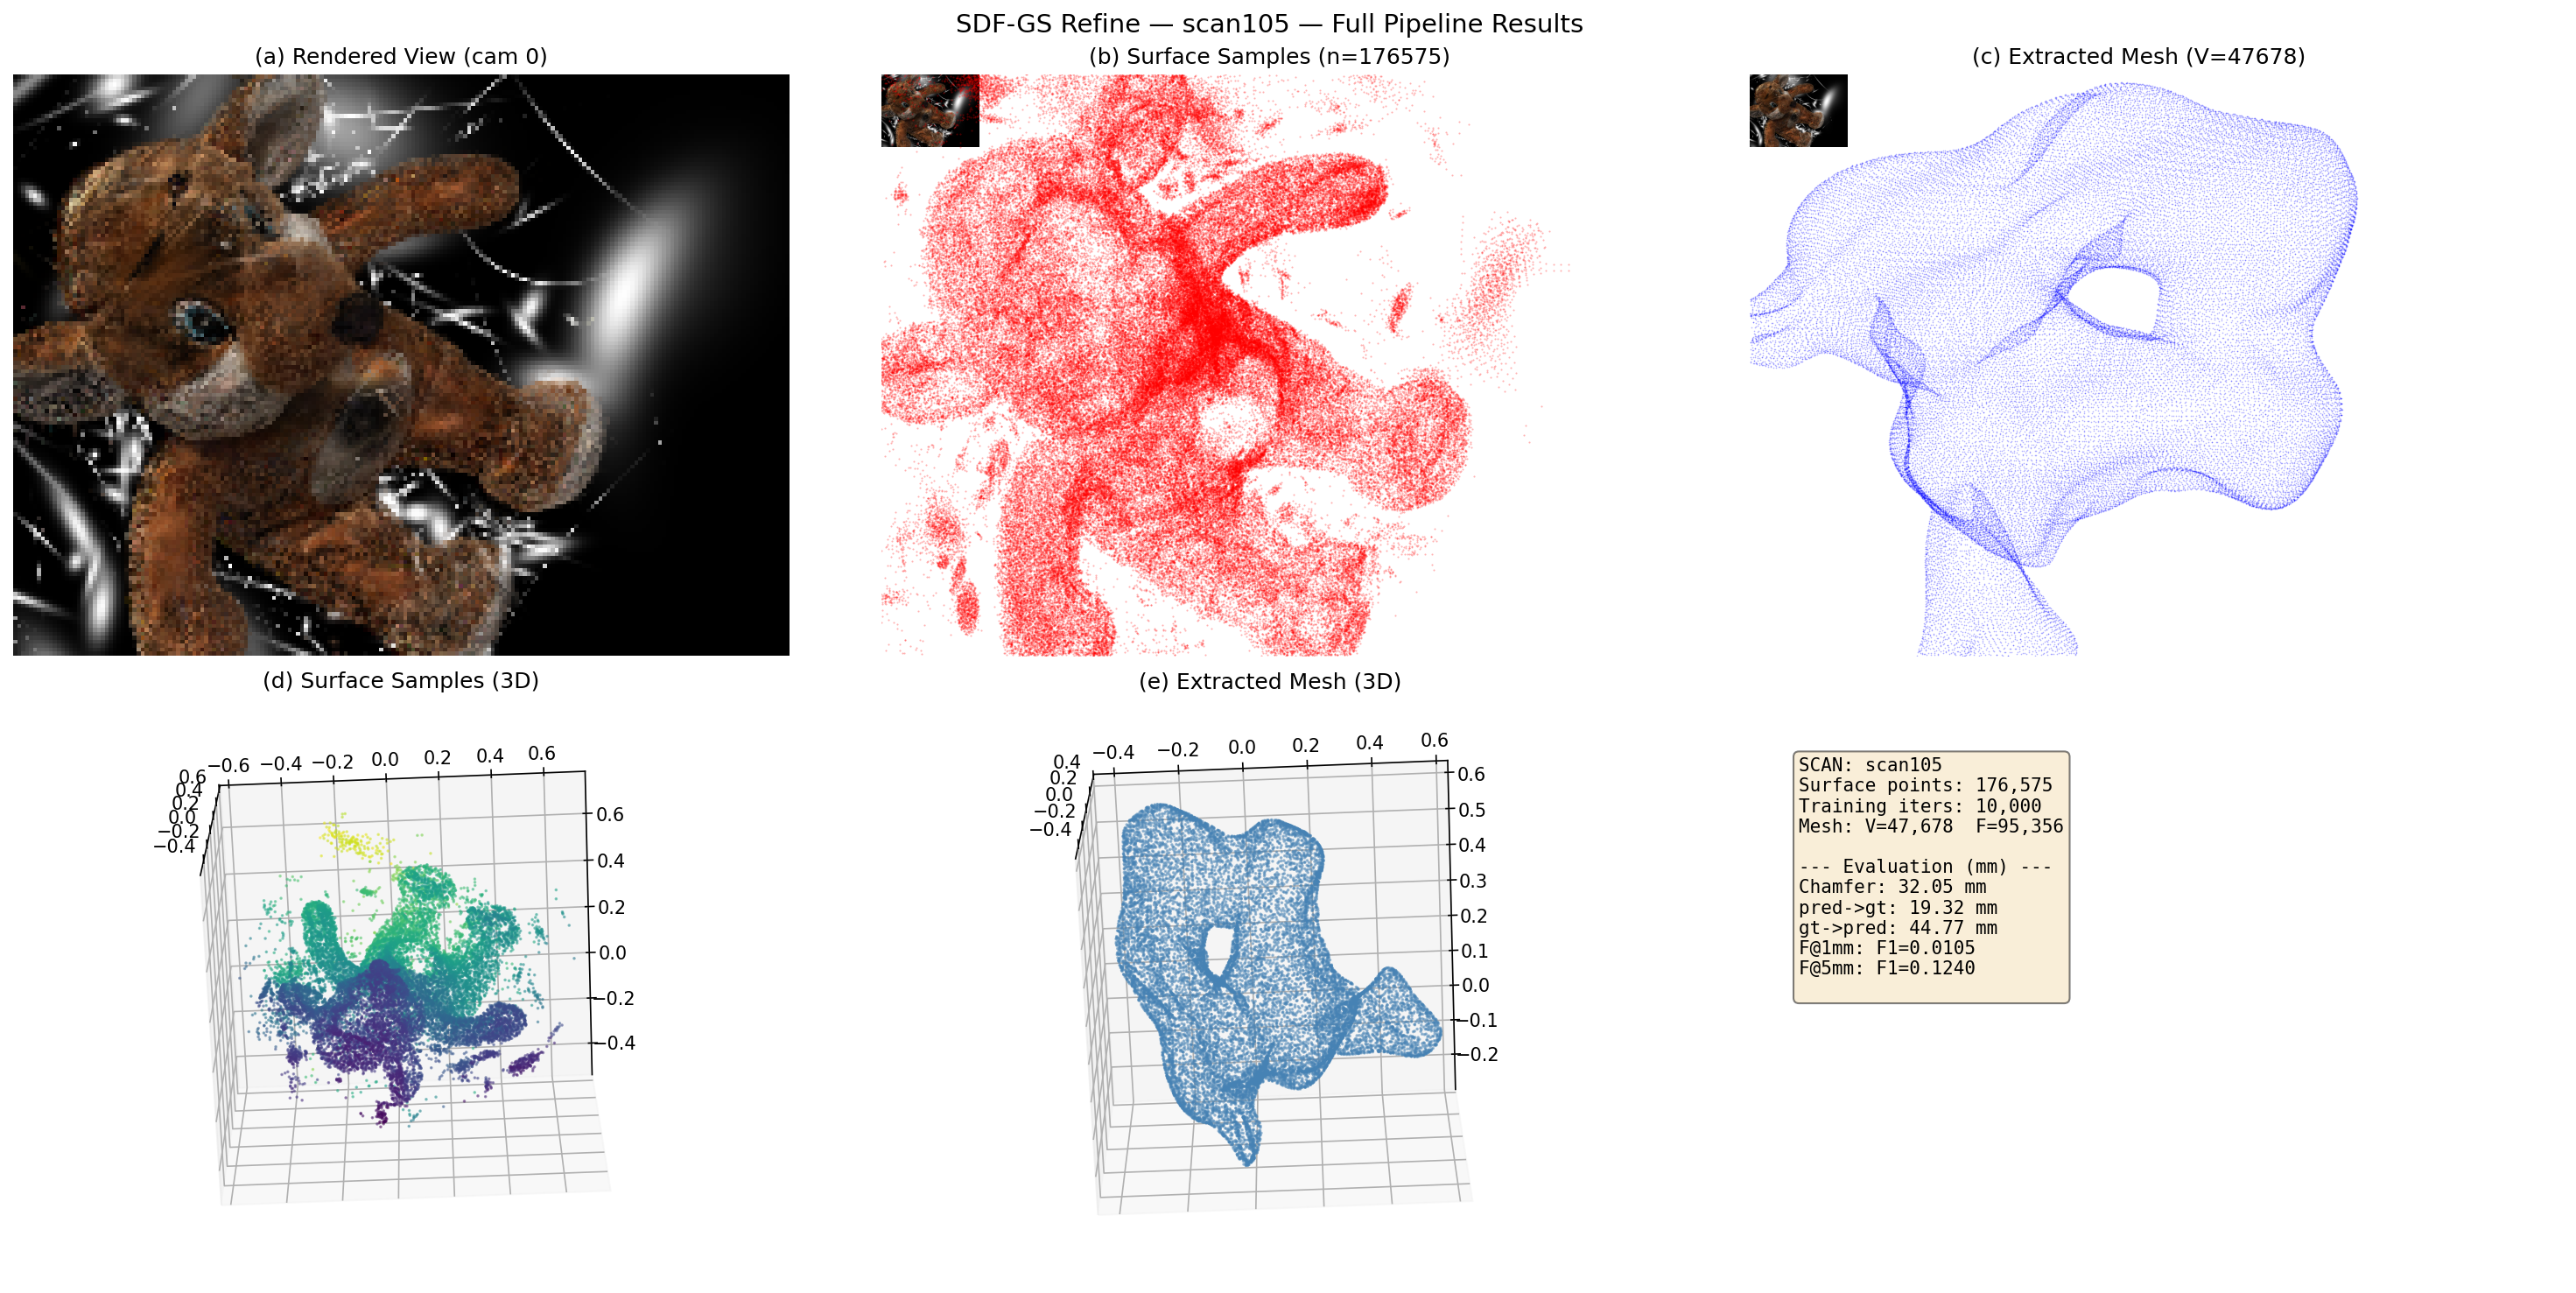 SDF-GS Refine — scan105 — Full Pipeline Results
(a) Rendered View (cam 0)
(b) Surface Samples (n=176575)
(c) Extracted Mesh (V=47678)
(d) Surface Samples (3D)
−0.6 −0.4 −0.2 0.0 0.2 0.4 0.6
0.6
0.4
0.2
0.0
−0.2
−0.4
0.6
0.4
0.2
0.0
−0.2
−0.4
(e) Extracted Mesh (3D)
−0.4 −0.2 0.0 0.2 0.4 0.6
0.4
0.2
0.0
−0.2
−0.4
0.6
0.5
0.4
0.3
0.2
0.1
0.0
−0.1
−0.2
SCAN: scan105
Surface points: 176,575
Training iters: 10,000
Mesh: V=47,678  F=95,356
--- Evaluation (mm) ---
Chamfer: 32.05 mm
pred->gt: 19.32 mm
gt->pred: 44.77 mm
F@1mm: F1=0.0105
F@5mm: F1=0.1240